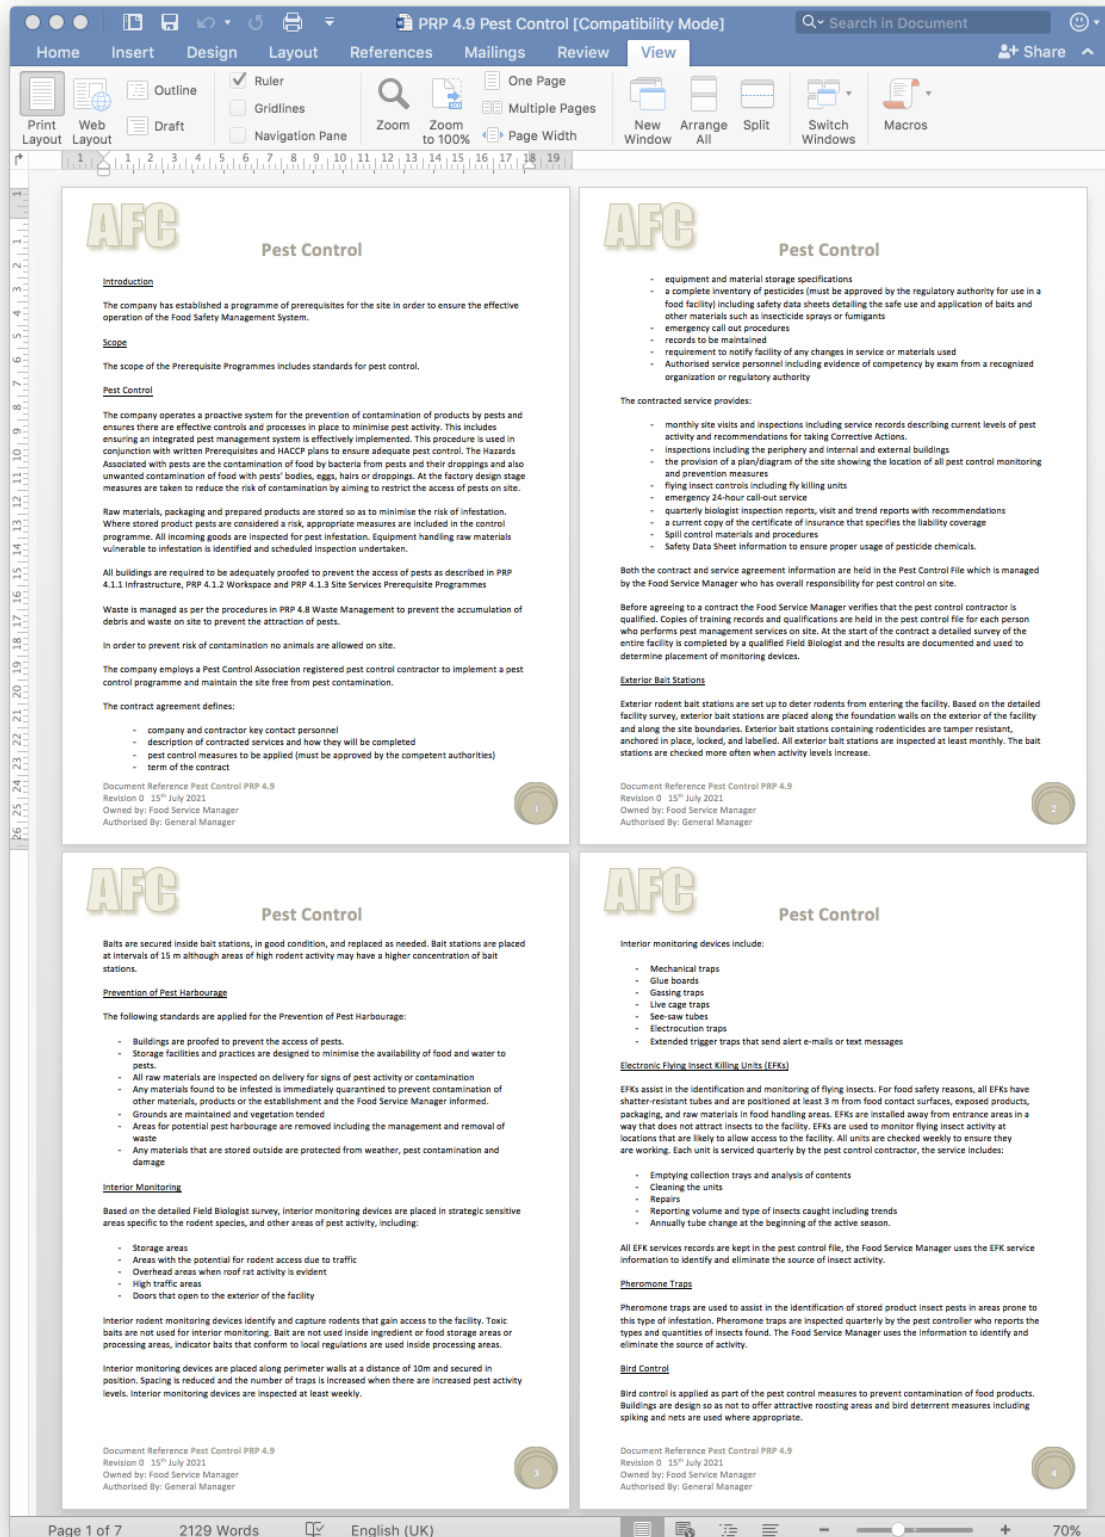 PRP 4.9 Pest Control [Compatibility Mode]
Search in Document
Home Insert Design Layout References Mailings Review View Share
Print Layout
Web Layout
Outline
Draft
Ruler
Gridlines
Navigation Pane
Zoom
Zoom to 100%
One Page
Multiple Pages
Page Width
New Window
Arrange All
Split
Switch Windows
Macros
1 1 2 3 4 5 6 7 8 9 10 11 12 13 14 15 16 17 18 19
1 1 2 3 4 5 6 7 8 9 10 11 12 13 14 15 16 17 18 19 20 21 22 23 24 25 26
AFC
Pest Control
Introduction
The company has established a programme of prerequisites for the site in order to ensure the effective
operation of the Food Safety Management System.
Scope
The scope of the Prerequisite Programmes includes standards for pest control.
Pest Control
The company operates a proactive system for the prevention of contamination of products by pests and
ensures there are effective controls and processes in place to minimise pest activity. This includes
ensuring an integrated pest management system is effectively implemented. This procedure is used in
conjunction with written Prerequisites and HACCP plans to ensure adequate pest control. The Hazards
Associated with pests are the contamination of food by bacteria from pests and their droppings and also
unwanted contamination of food with pests' bodies, eggs, hairs or droppings. At the factory design stage
measures are taken to reduce the risk of contamination by aiming to restrict the access of pests on site.
Raw materials, packaging and prepared products are stored so as to minimise the risk of infestation.
Where stored product pests are considered a risk, appropriate measures are included in the control
programme. All incoming goods are inspected for pest infestation. Equipment handling raw materials
vulnerable to infestation is identified and scheduled inspection undertaken.
All buildings are required to be adequately proofed to prevent the access of pests as described in PRP
4.1.1 Infrastructure, PRP 4.1.2 Workspace and PRP 4.1.3 Site Services Prerequisite Programmes
Waste is managed as per the procedures in PRP 4.8 Waste Management to prevent the accumulation of
debris and waste on site to prevent the attraction of pests.
In order to prevent risk of contamination no animals are allowed on site.
The company employs a Pest Control Association registered pest control contractor to implement a pest
control programme and maintain the site free from pest contamination.
The contract agreement defines:
- company and contractor key contact personnel
- description of contracted services and how they will be completed
- pest control measures to be applied (must be approved by the competent authorities)
- term of the contract
Document Reference Pest Control PRP 4.9
Revision 0 15th July 2021
Owned by: Food Service Manager
Authorised By: General Manager
1
AFC
Pest Control
- equipment and material storage specifications
- a complete inventory of pesticides (must be approved by the regulatory authority for use in a
food facility) including safety data sheets detailing the safe use and application of baits and
other materials such as insecticide sprays or fumigants
- emergency call out procedures
- records to be maintained
- requirement to notify facility of any changes in service or materials used
- Authorised service personnel including evidence of competency by exam from a recognized
organization or regulatory authority
The contracted service provides:
- monthly site visits and inspections including service records describing current levels of pest
activity and recommendations for taking Corrective Actions.
- inspections including the periphery and internal and external buildings
- the provision of a plan/diagram of the site showing the location of all pest control monitoring
and prevention measures
- flying insect controls including fly killing units
- emergency 24-hour call-out service
- quarterly biologist inspection reports, visit and trend reports with recommendations
- a current copy of the certificate of insurance that specifies the liability coverage
- Spill control materials and procedures
- Safety Data Sheet information to ensure proper usage of pesticide chemicals.
Both the contract and service agreement information are held in the Pest Control File which is managed
by the Food Service Manager who has overall responsibility for pest control on site.
Before agreeing to a contract the Food Service Manager verifies that the pest control contractor is
qualified. Copies of training records and qualifications are held in the pest control file for each person
who performs pest management services on site. At the start of the contract a detailed survey of the
entire facility is completed by a qualified Field Biologist and the results are documented and used to
determine placement of monitoring devices.
Exterior Bait Stations
Exterior rodent bait stations are set up to deter rodents from entering the facility. Based on the detailed
facility survey, exterior bait stations are placed along the foundation walls on the exterior of the facility
and along the site boundaries. Exterior bait stations containing rodenticides are tamper resistant,
anchored in place, locked, and labelled. All exterior bait stations are inspected at least monthly. The bait
stations are checked more often when activity levels increase.
Document Reference Pest Control PRP 4.9
Revision 0 15th July 2021
Owned by: Food Service Manager
Authorised By: General Manager
2
AFC
Pest Control
Baits are secured inside bait stations, in good condition, and replaced as needed. Bait stations are placed
at intervals of 15 m although areas of high rodent activity may have a higher concentration of bait
stations.
Prevention of Pest Harbourage
The following standards are applied for the Prevention of Pest Harbourage:
- Buildings are proofed to prevent the access of pests.
- Storage facilities and practices are designed to minimise the availability of food and water to
pests.
- All raw materials are inspected on delivery for signs of pest activity or contamination
- Any materials found to be infested is immediately quarantined to prevent contamination of
other materials, products or the establishment and the Food Service Manager informed.
- Grounds are maintained and vegetation tended
- Areas for potential pest harbourage are removed including the management and removal of
waste
- Any materials that are stored outside are protected from weather, pest contamination and
damage
Interior Monitoring
Based on the detailed Field Biologist survey, interior monitoring devices are placed in strategic sensitive
areas specific to the rodent species, and other areas of pest activity, including:
- Storage areas
- Areas with the potential for rodent access due to traffic
- Overhead areas when roof rat activity is evident
- High traffic areas
- Doors that open to the exterior of the facility
Interior rodent monitoring devices identify and capture rodents that gain access to the facility. Toxic
baits are not used for interior monitoring. Bait are not used inside ingredient or food storage areas or
processing areas, indicator baits that conform to local regulations are used inside processing areas.
Interior monitoring devices are placed along perimeter walls at a distance of 10m and secured in
position. Spacing is reduced and the number of traps is increased when there are increased pest activity
levels. Interior monitoring devices are inspected at least weekly.
Document Reference Pest Control PRP 4.9
Revision 0 15th July 2021
Owned by: Food Service Manager
Authorised By: General Manager
3
AFC
Pest Control
Interior monitoring devices include:
- Mechanical traps
- Glue boards
- Gassing traps
- Live cage traps
- See-saw tubes
- Electrocution traps
- Extended trigger traps that send alert e-mails or text messages
Electronic Flying Insect Killing Units (EFKs)
EFKs assist in the identification and monitoring of flying insects. For food safety reasons, all EFKs have
shatter-resistant tubes and are positioned at least 3 m from food contact surfaces, exposed products,
packaging, and raw materials in food handling areas. EFKs are installed away from entrance areas in a
way that does not attract insects to the facility. EFKs are used to monitor flying insect activity at
locations that are likely to allow access to the facility. All units are checked weekly to ensure they
are working. Each unit is serviced quarterly by the pest control contractor, the service includes:
- Emptying collection trays and analysis of contents
- Cleaning the units
- Repairs
- Reporting volume and type of insects caught including trends
- Annually tube change at the beginning of the active season.
All EFK services records are kept in the pest control file, the Food Service Manager uses the EFK service
information to identify and eliminate the source of insect activity.
Pheromone Traps
Pheromone traps are used to assist in the identification of stored product insect pests in areas prone to
this type of infestation. Pheromone traps are inspected quarterly by the pest controller who reports the
types and quantities of insects found. The Food Service Manager uses the information to identify and
eliminate the source of activity.
Bird Control
Bird control is applied as part of the pest control measures to prevent contamination of food products.
Buildings are design so as not to offer attractive roosting areas and bird deterrent measures including
spiking and nets are used where appropriate.
Document Reference Pest Control PRP 4.9
Revision 0 15th July 2021
Owned by: Food Service Manager
Authorised By: General Manager
4
Page 1 of 7 2129 Words English (UK) 70%